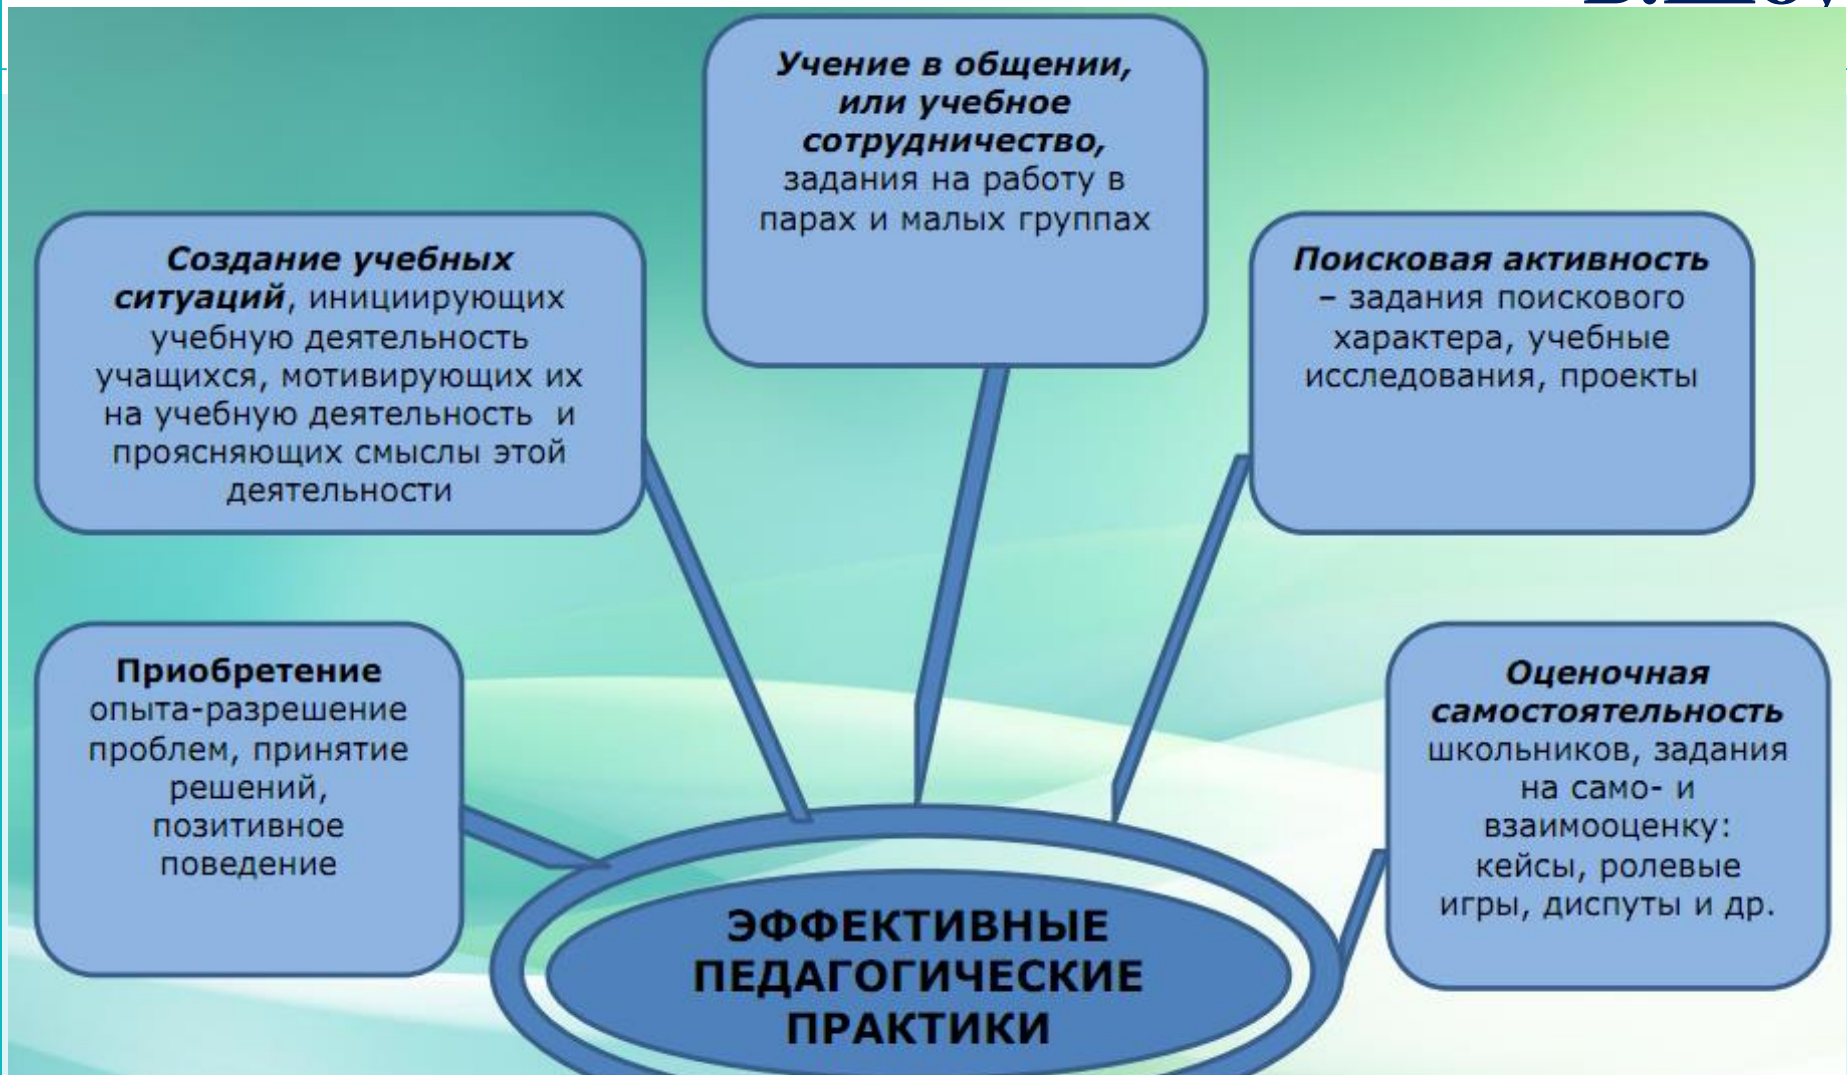 Учение в общении,
или учебное
сотрудничество,
задания на работу в
парах и малых группах
Создание учебных
ситуаций, инициирующих
учебную деятельность
учащихся, мотивирующих их
на учебную деятельность и
проясняющих смыслы этой
деятельности
Поисковая активность
– задания поискового
характера, учебные
исследования, проекты
Приобретение
опыта-разрешение
проблем, принятие
решений,
позитивное
поведение
Оценочная
самостоятельность
школьников, задания
на само- и
взаимооценку:
кейсы, ролевые
игры, диспуты и др.
ЭФФЕКТИВНЫЕ
ПЕДАГОГИЧЕСКИЕ
ПРАКТИКИ